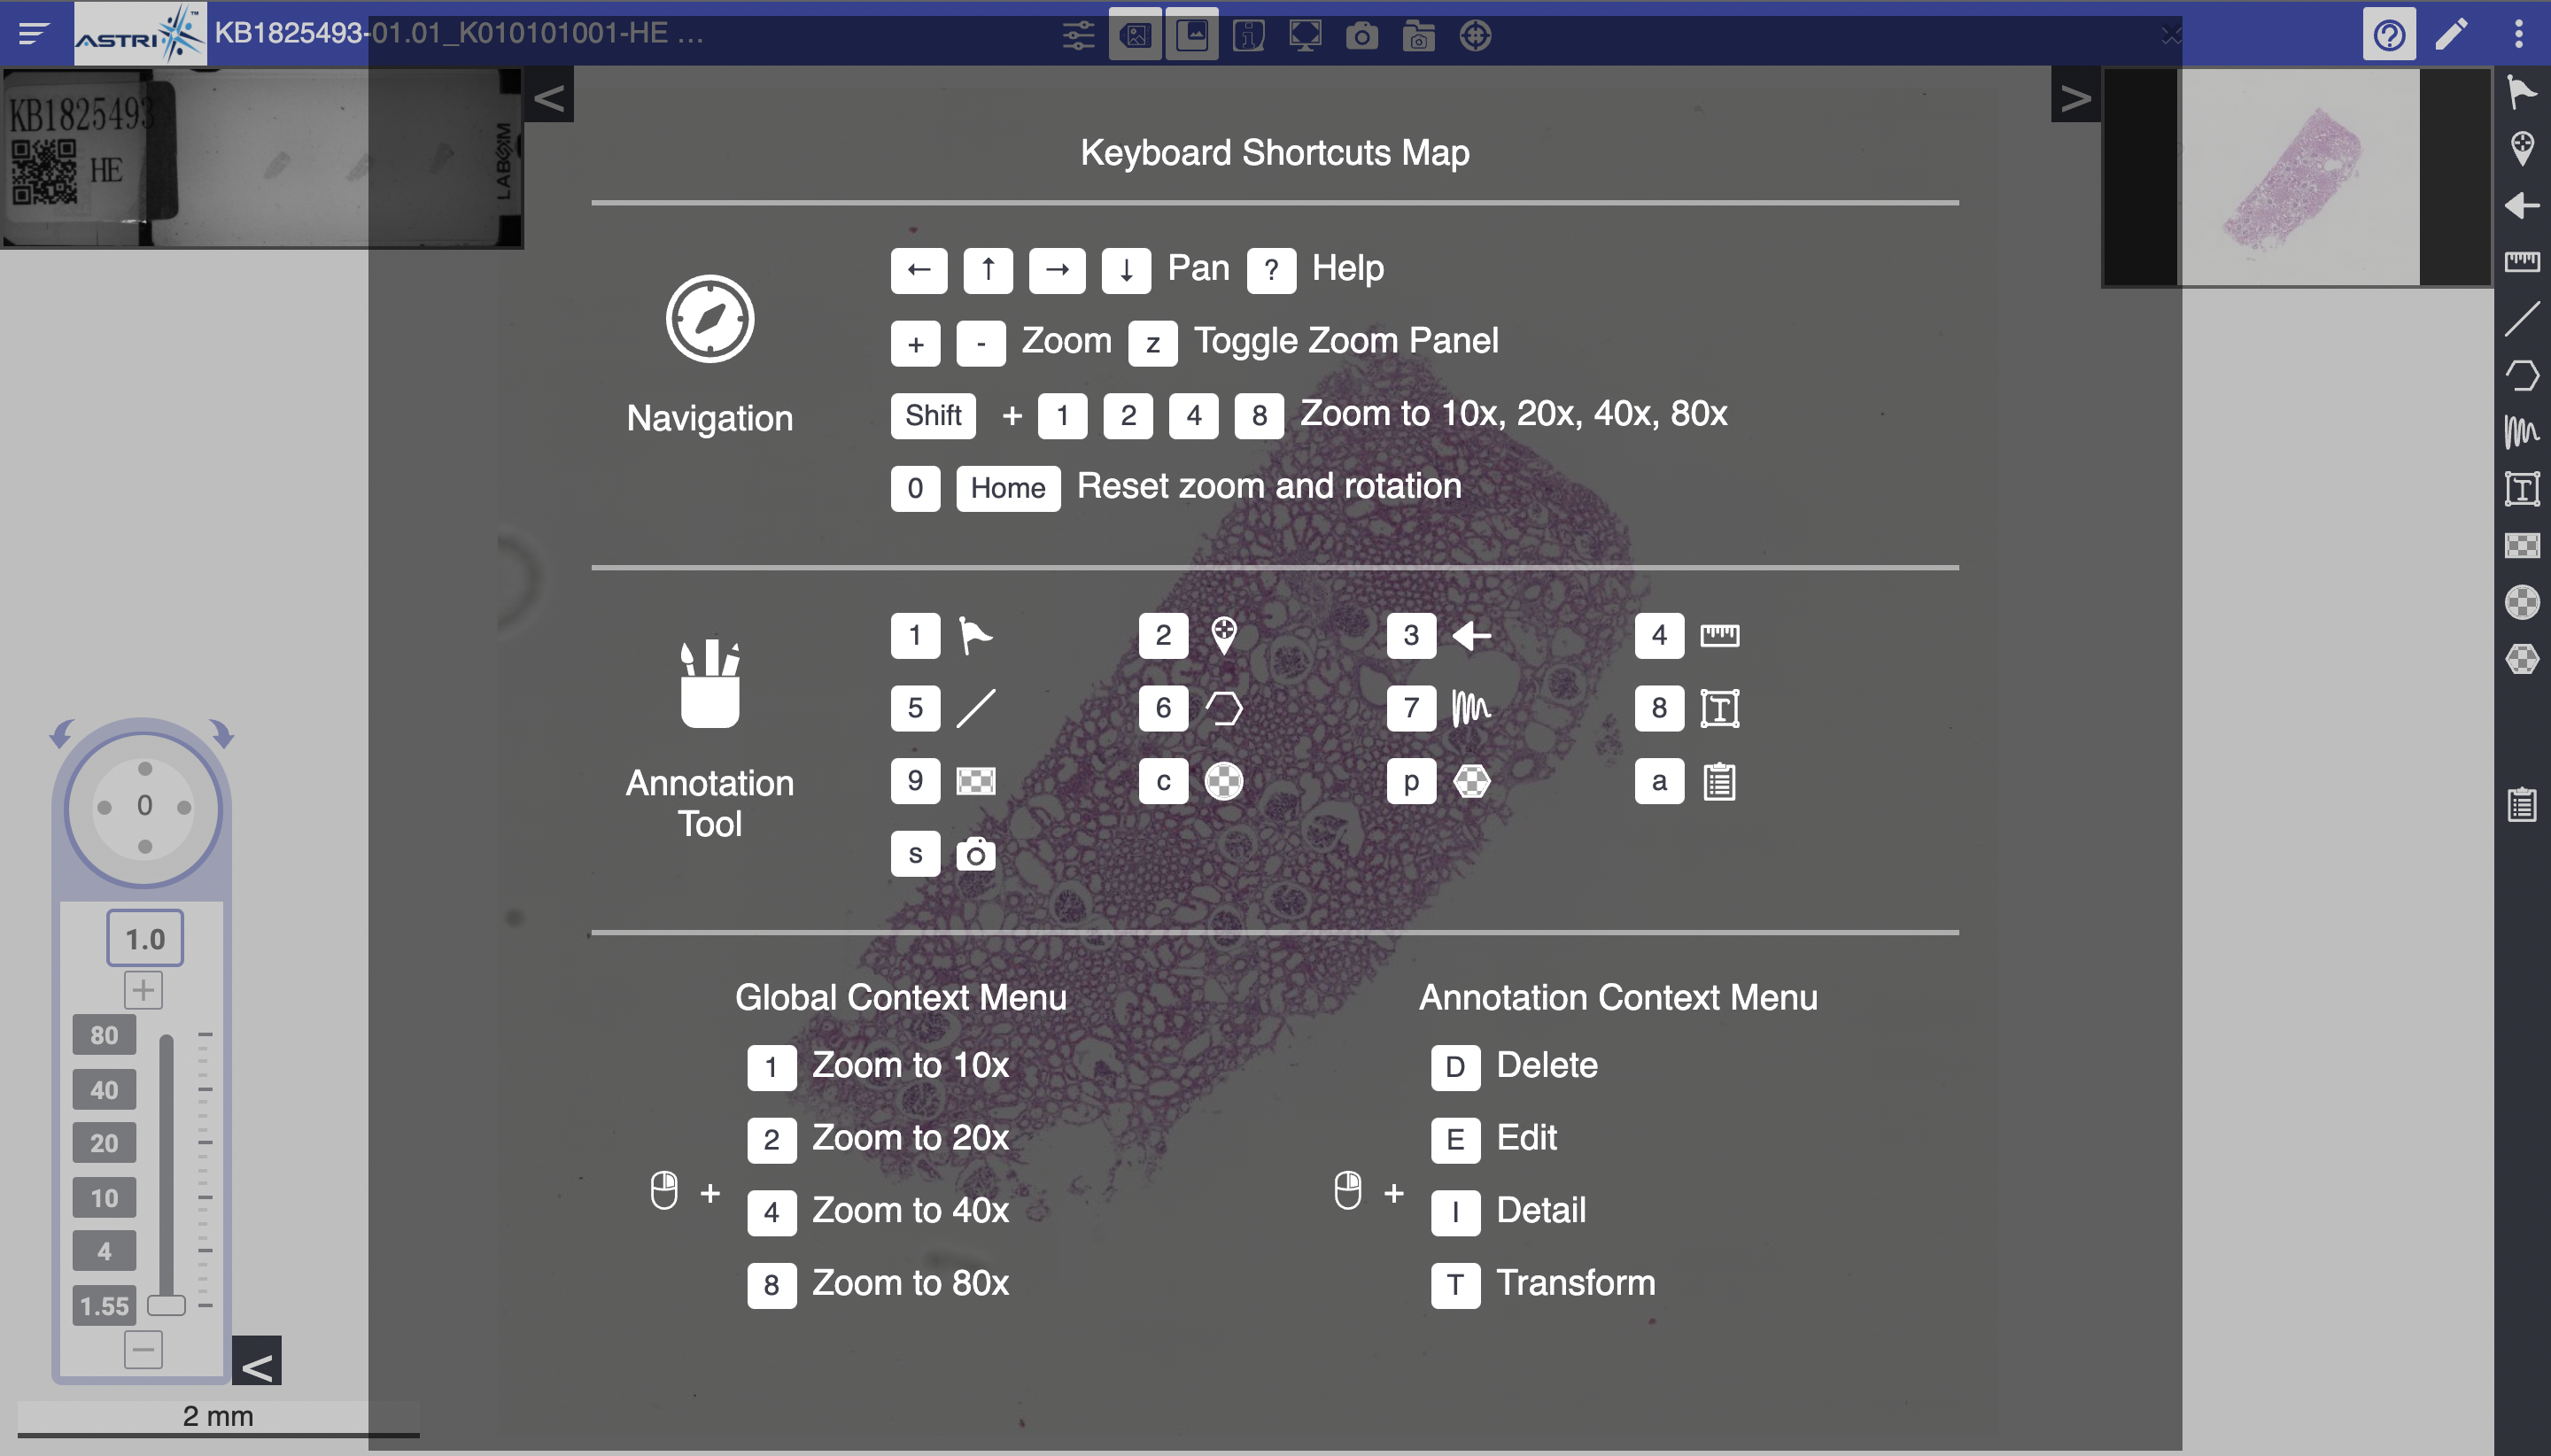 ASTRI™ KB1825493-01.01_K010101001-HE ...
KB1825493
HE
LABSIM
Keyboard Shortcuts Map
← ↑ → ↓ Pan ? Help
+ - Zoom z Toggle Zoom Panel
Navigation
Shift + 1 2 4 8 Zoom to 10x, 20x, 40x, 80x
0 Home Reset zoom and rotation
1 2 3 4
5 6 7 8
Annotation
Tool
9 c p a
s
Global Context Menu
1 Zoom to 10x
2 Zoom to 20x
+
4 Zoom to 40x
8 Zoom to 80x
Annotation Context Menu
D Delete
E Edit
+
I Detail
T Transform
0
1.0
+
80
40
20
10
4
1.55
−
<
2 mm